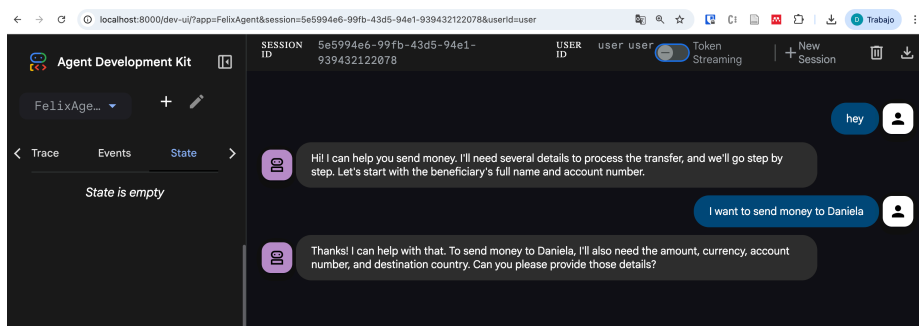 localhost:8000/dev-ui/?app=FelixAgent&session=5e5994e6-99fb-43d5-94e1-939432122078&userId=user
Trabajo
Agent Development Kit
SESSION ID
5e5994e6-99fb-43d5-94e1-
939432122078
USER ID
user user
Token
Streaming
New
Session
FelixAge…
Trace Events State
State is empty
hey
Hi! I can help you send money. I'll need several details to process the transfer, and we'll go step by
step. Let's start with the beneficiary's full name and account number.
I want to send money to Daniela
Thanks! I can help with that. To send money to Daniela, I'll also need the amount, currency, account
number, and destination country. Can you please provide those details?